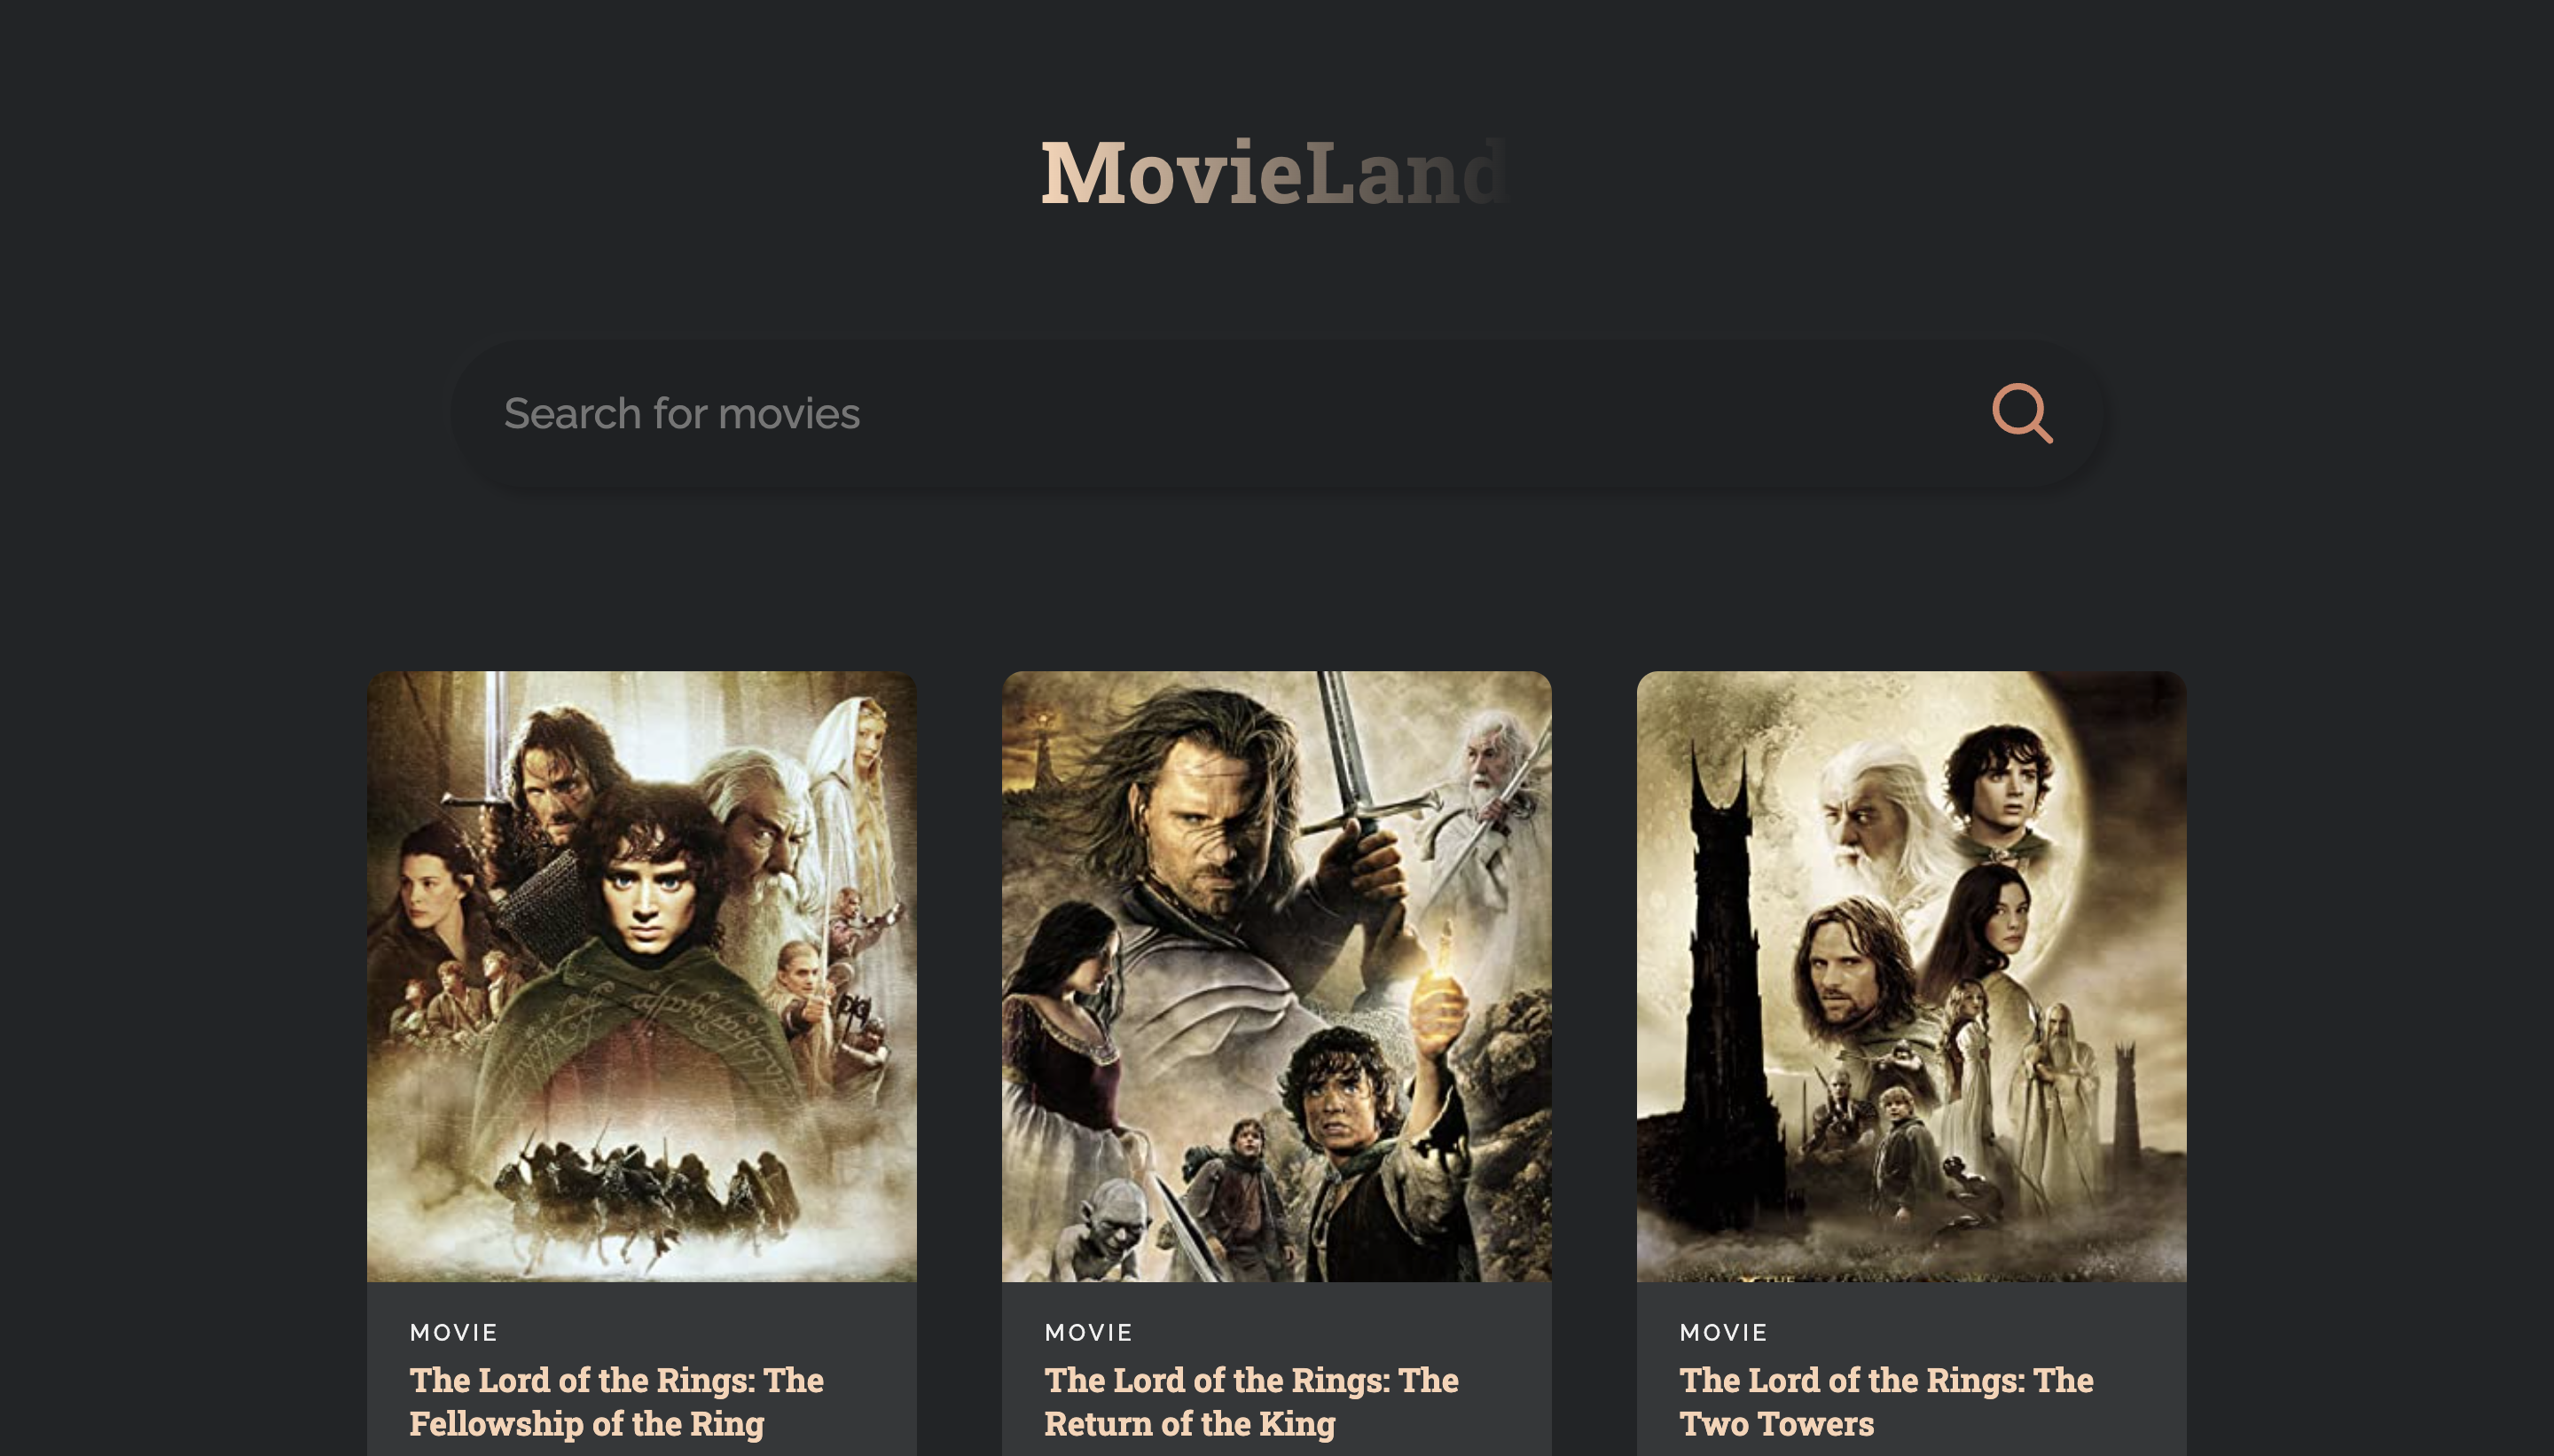 MovieLand
Search for movies
MOVIE
The Lord of the Rings: The
Fellowship of the Ring
MOVIE
The Lord of the Rings: The
Return of the King
MOVIE
The Lord of the Rings: The
Two Towers